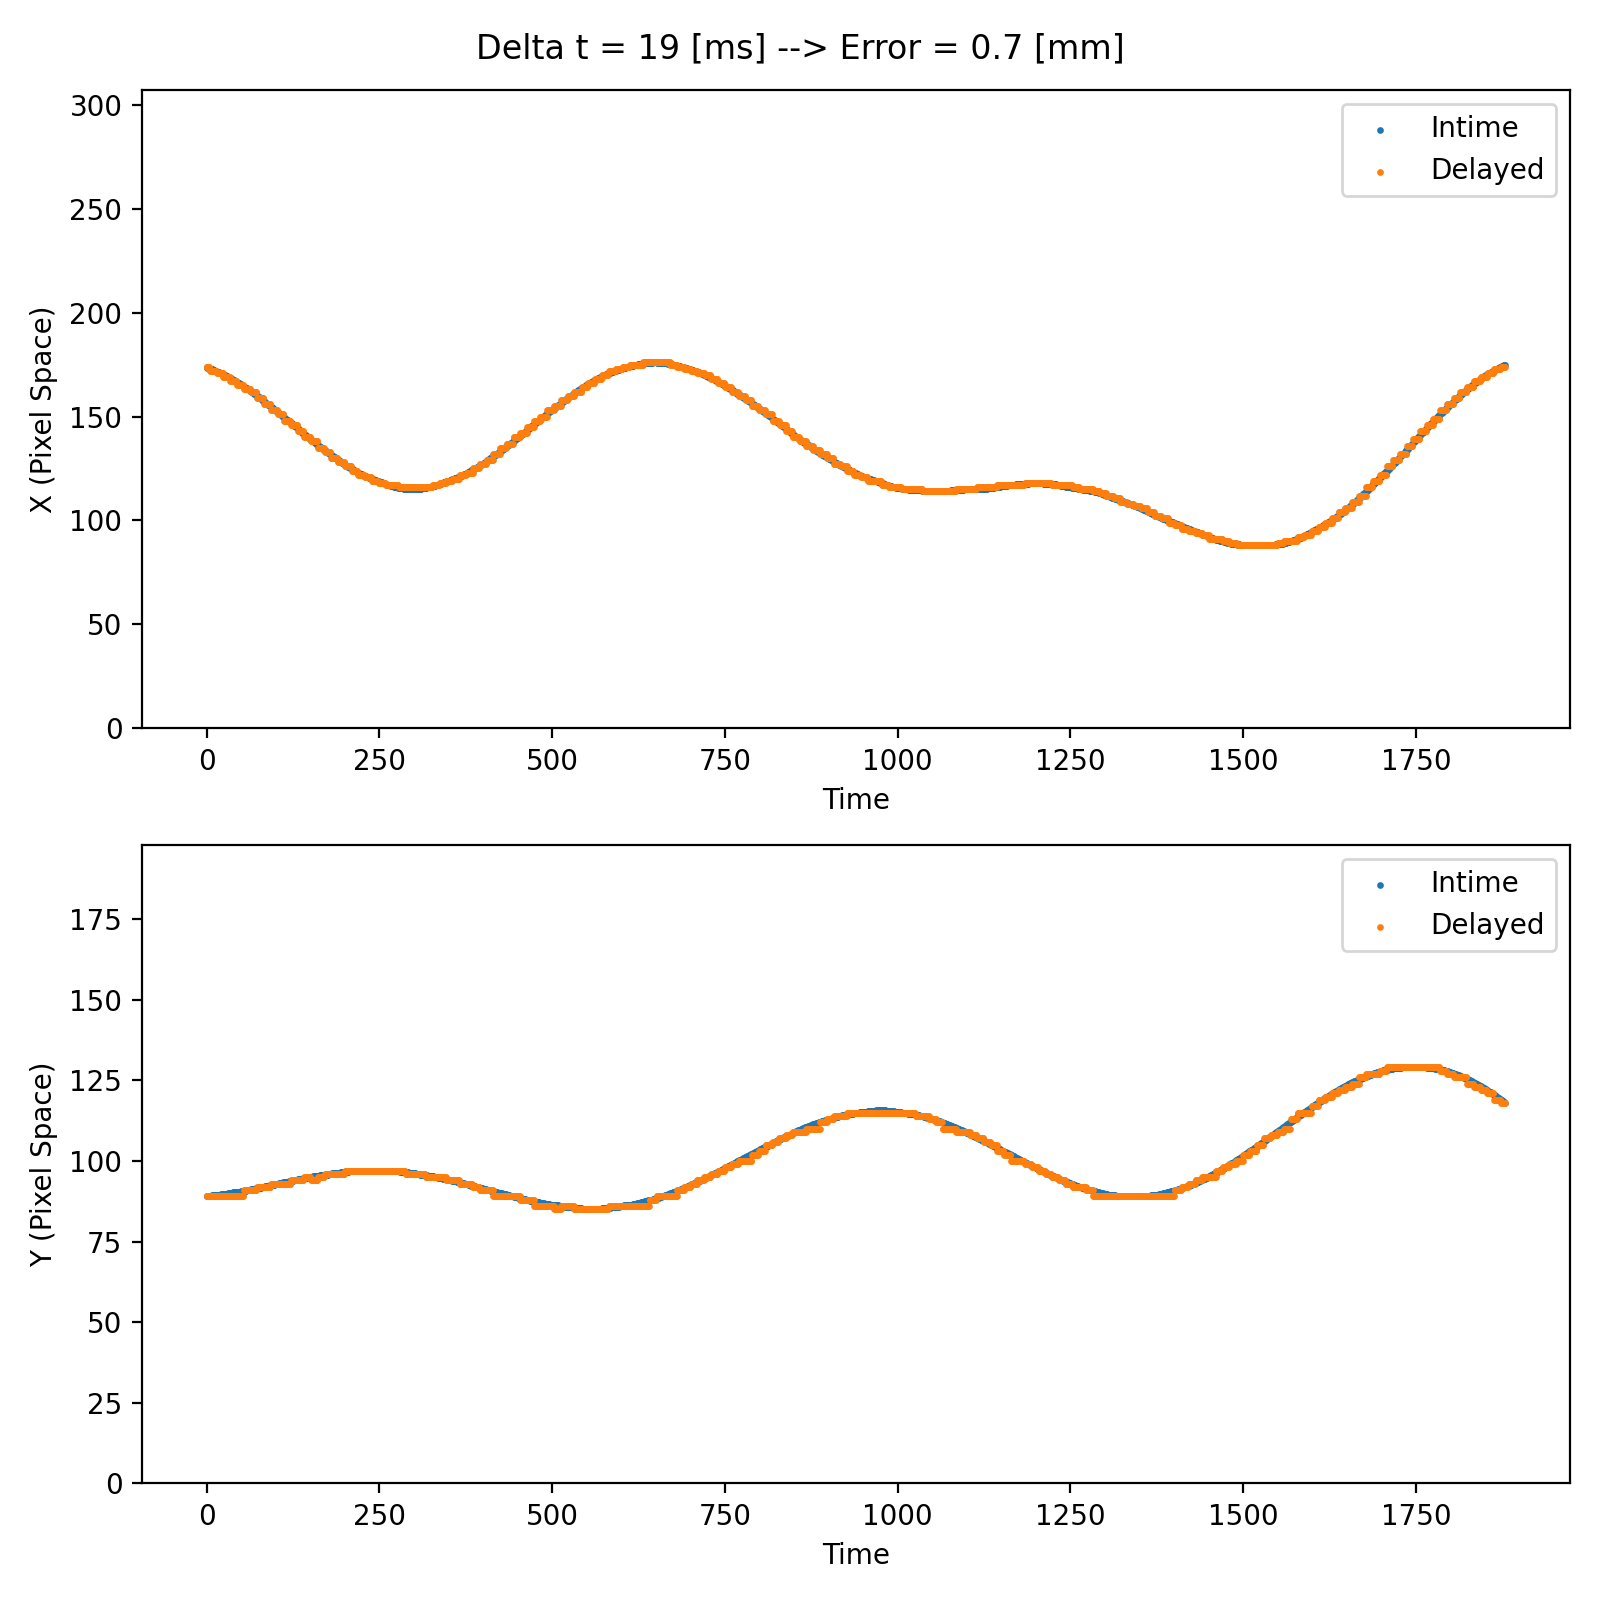 Delta t = 19 [ms] --> Error = 0.7 [mm]
300
250
200
150
100
50
0
X (Pixel Space)
Intime
Delayed
0 250 500 750 1000 1250 1500 1750
Time
175
150
125
100
75
50
25
0
Y (Pixel Space)
Intime
Delayed
0 250 500 750 1000 1250 1500 1750
Time